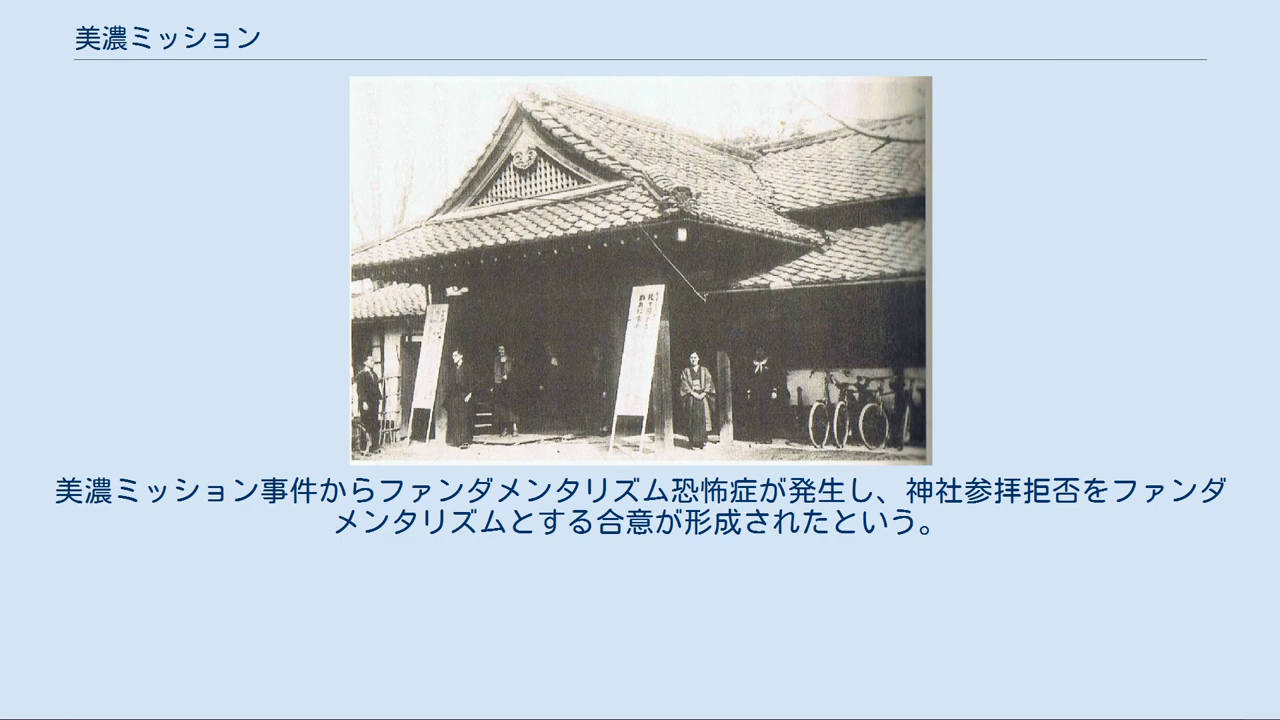 美濃ミッション
美濃ミッション事件からファンダメンタリズム恐怖症が発生し、神社参拝拒否をファンダ
メンタリズムとする合意が形成されたという。